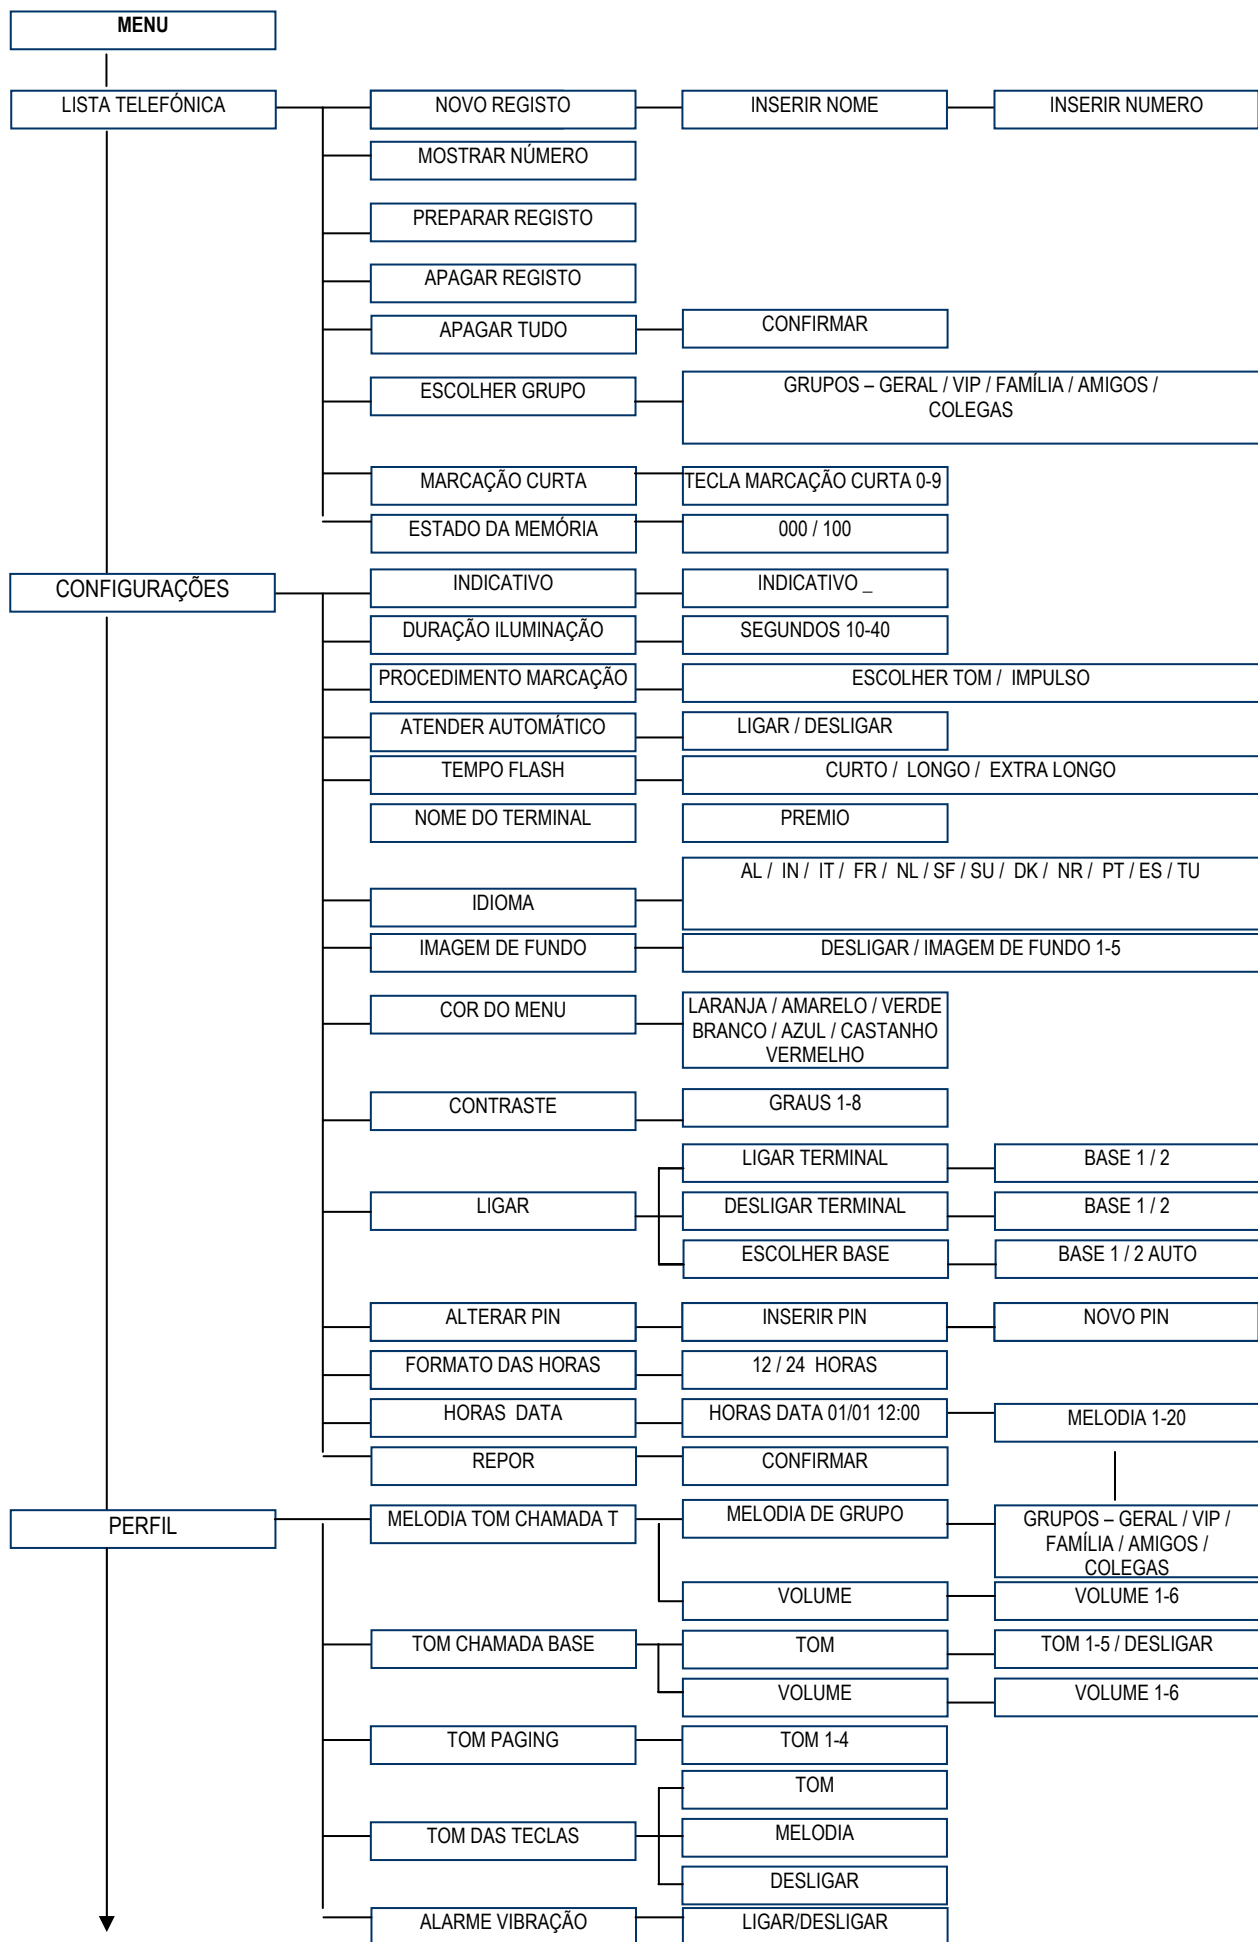 MENU
LISTA TELEFÓNICA
NOVO REGISTO
INSERIR NOME
INSERIR NUMERO
MOSTRAR NÚMERO
PREPARAR REGISTO
APAGAR REGISTO
APAGAR TUDO
CONFIRMAR
ESCOLHER GRUPO
GRUPOS – GERAL / VIP / FAMÍLIA / AMIGOS /
COLEGAS
MARCAÇÃO CURTA
TECLA MARCAÇÃO CURTA 0-9
ESTADO DA MEMÓRIA
000 / 100
CONFIGURAÇÕES
INDICATIVO
INDICATIVO _
DURAÇÃO ILUMINAÇÃO
SEGUNDOS 10-40
PROCEDIMENTO MARCAÇÃO
ESCOLHER TOM / IMPULSO
ATENDER AUTOMÁTICO
LIGAR / DESLIGAR
TEMPO FLASH
CURTO / LONGO / EXTRA LONGO
NOME DO TERMINAL
PREMIO
IDIOMA
AL / IN / IT / FR / NL / SF / SU / DK / NR / PT / ES / TU
IMAGEM DE FUNDO
DESLIGAR / IMAGEM DE FUNDO 1-5
COR DO MENU
LARANJA / AMARELO / VERDE
BRANCO / AZUL / CASTANHO
VERMELHO
CONTRASTE
GRAUS 1-8
LIGAR
LIGAR TERMINAL
BASE 1 / 2
DESLIGAR TERMINAL
BASE 1 / 2
ESCOLHER BASE
BASE 1 / 2 AUTO
ALTERAR PIN
INSERIR PIN
NOVO PIN
FORMATO DAS HORAS
12 / 24 HORAS
HORAS DATA
HORAS DATA 01/01 12:00
MELODIA 1-20
REPOR
CONFIRMAR
PERFIL
MELODIA TOM CHAMADA T
MELODIA DE GRUPO
GRUPOS – GERAL / VIP /
FAMÍLIA / AMIGOS /
COLEGAS
VOLUME
VOLUME 1-6
TOM CHAMADA BASE
TOM
TOM 1-5 / DESLIGAR
VOLUME
VOLUME 1-6
TOM PAGING
TOM 1-4
TOM DAS TECLAS
TOM
MELODIA
DESLIGAR
ALARME VIBRAÇÃO
LIGAR/DESLIGAR